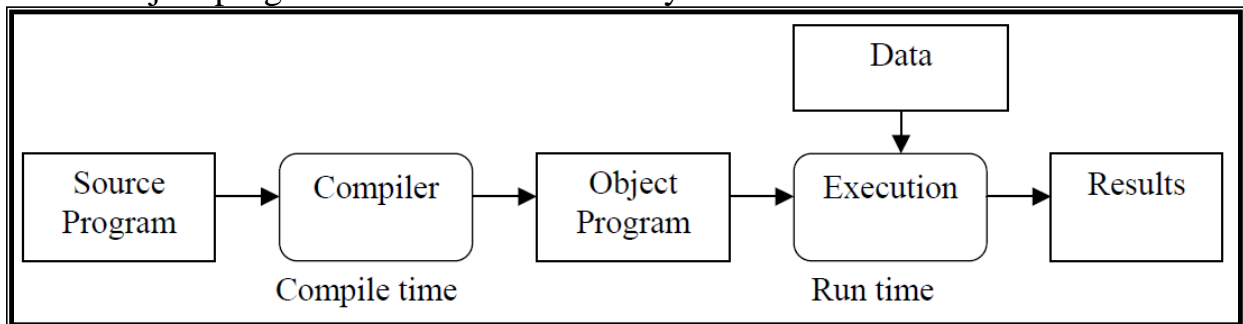 Data
Source
Program
Compiler
Object
Program
Execution
Results
Compile time
Run time